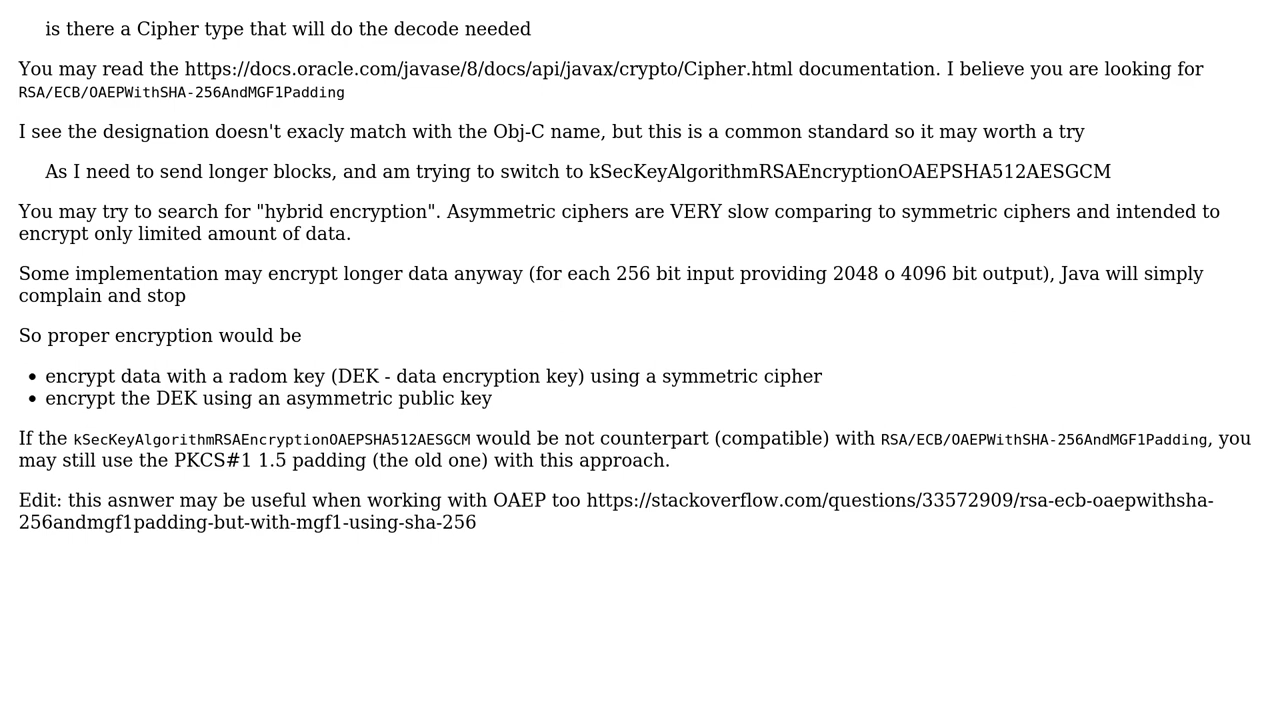 is there a Cipher type that will do the decode needed
You may read the https://docs.oracle.com/javase/8/docs/api/javax/crypto/Cipher.html documentation. I believe you are looking for
RSA/ECB/OAEPWithSHA-256AndMGF1Padding
I see the designation doesn't exacly match with the Obj-C name, but this is a common standard so it may worth a try
As I need to send longer blocks, and am trying to switch to kSecKeyAlgorithmRSAEncryptionOAEPSHA512AESGCM
You may try to search for "hybrid encryption". Asymmetric ciphers are VERY slow comparing to symmetric ciphers and intended to
encrypt only limited amount of data.
Some implementation may encrypt longer data anyway (for each 256 bit input providing 2048 o 4096 bit output), Java will simply
complain and stop
So proper encryption would be
• encrypt data with a radom key (DEK - data encryption key) using a symmetric cipher
• encrypt the DEK using an asymmetric public key
If the kSecKeyAlgorithmRSAEncryptionOAEPSHA512AESGCM would be not counterpart (compatible) with RSA/ECB/OAEPWithSHA-256AndMGF1Padding, you
may still use the PKCS#1 1.5 padding (the old one) with this approach.
Edit: this asnwer may be useful when working with OAEP too https://stackoverflow.com/questions/33572909/rsa-ecb-oaepwithsha-
256andmgf1padding-but-with-mgf1-using-sha-256